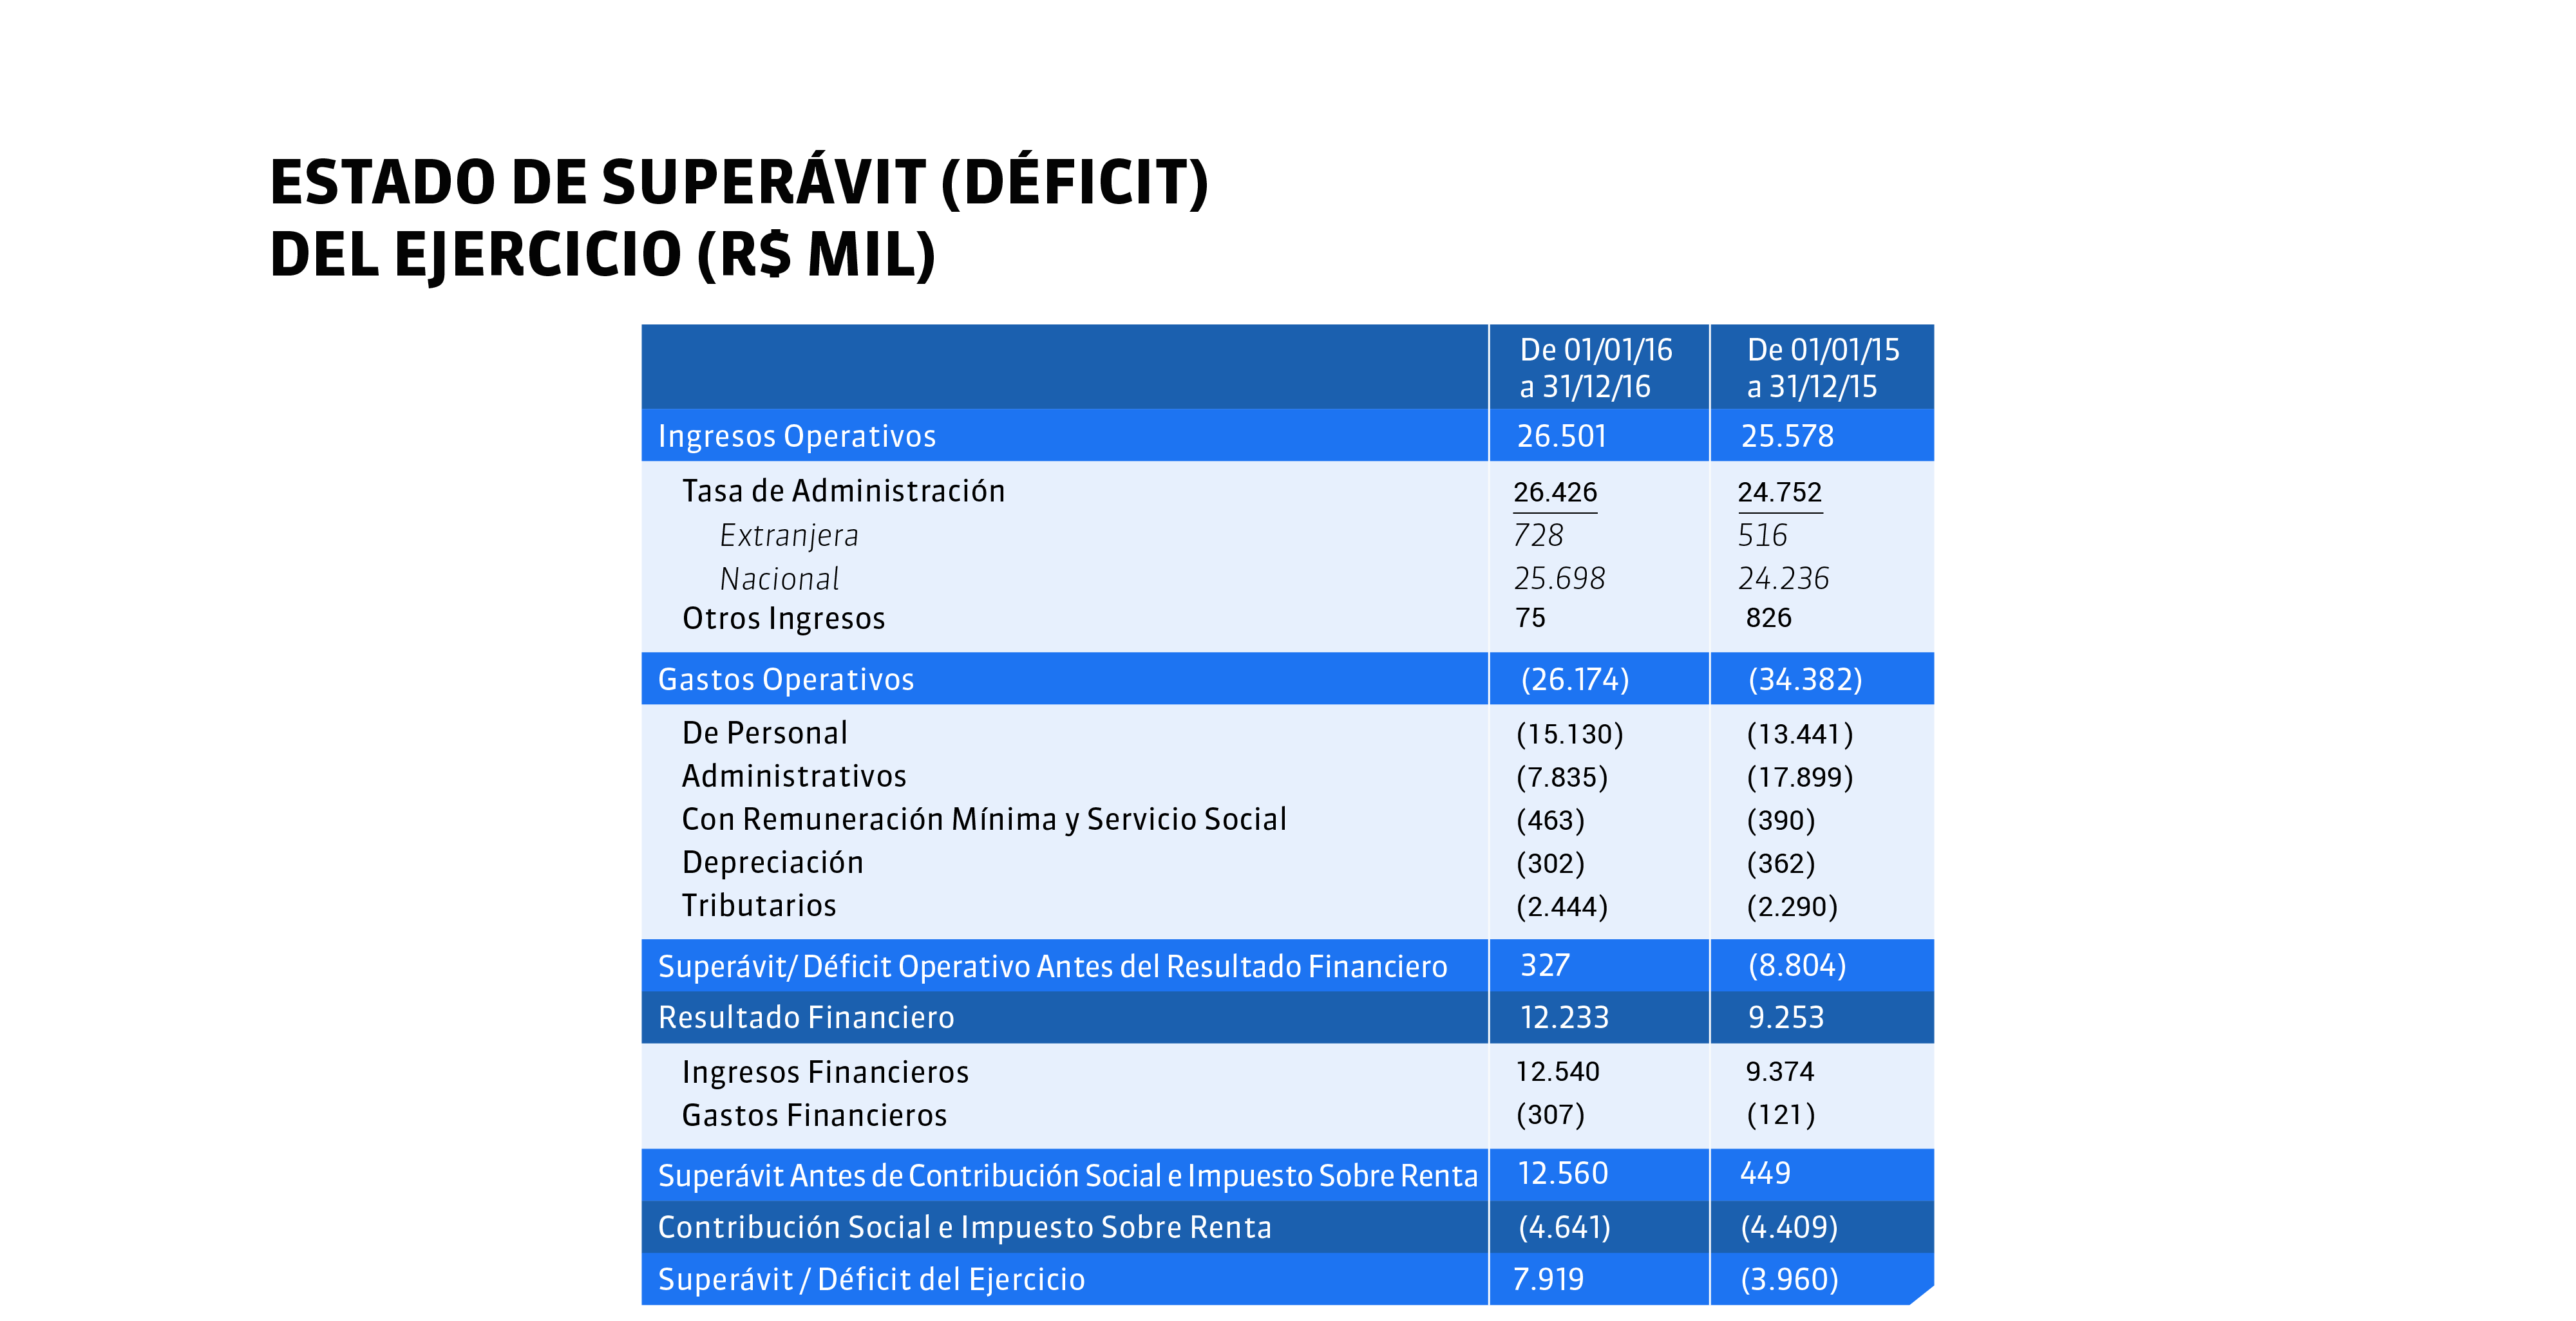 ESTADO DE SUPERÁVIT (DÉFICIT)
DEL EJERCICIO (R$ MIL)
De 01/01/16 De 01/01/15
a 31/12/16 a 31/12/15
Ingresos Operativos 26.501 25.578
Tasa de Administración 26.426 24.752
Extranjera 728 516
Nacional 25.698 24.236
Otros Ingresos 75 826
Gastos Operativos (26.174) (34.382)
De Personal (15.130) (13.441)
Administrativos (7.835) (17.899)
Con Remuneración Mínima y Servicio Social (463) (390)
Depreciación (302) (362)
Tributarios (2.444) (2.290)
Superávit/ Déficit Operativo Antes del Resultado Financiero 327 (8.804)
Resultado Financiero 12.233 9.253
Ingresos Financieros 12.540 9.374
Gastos Financieros (307) (121)
Superávit Antes de Contribución Social e Impuesto Sobre Renta 12.560 449
Contribución Social e Impuesto Sobre Renta (4.641) (4.409)
Superávit / Déficit del Ejercicio 7.919 (3.960)